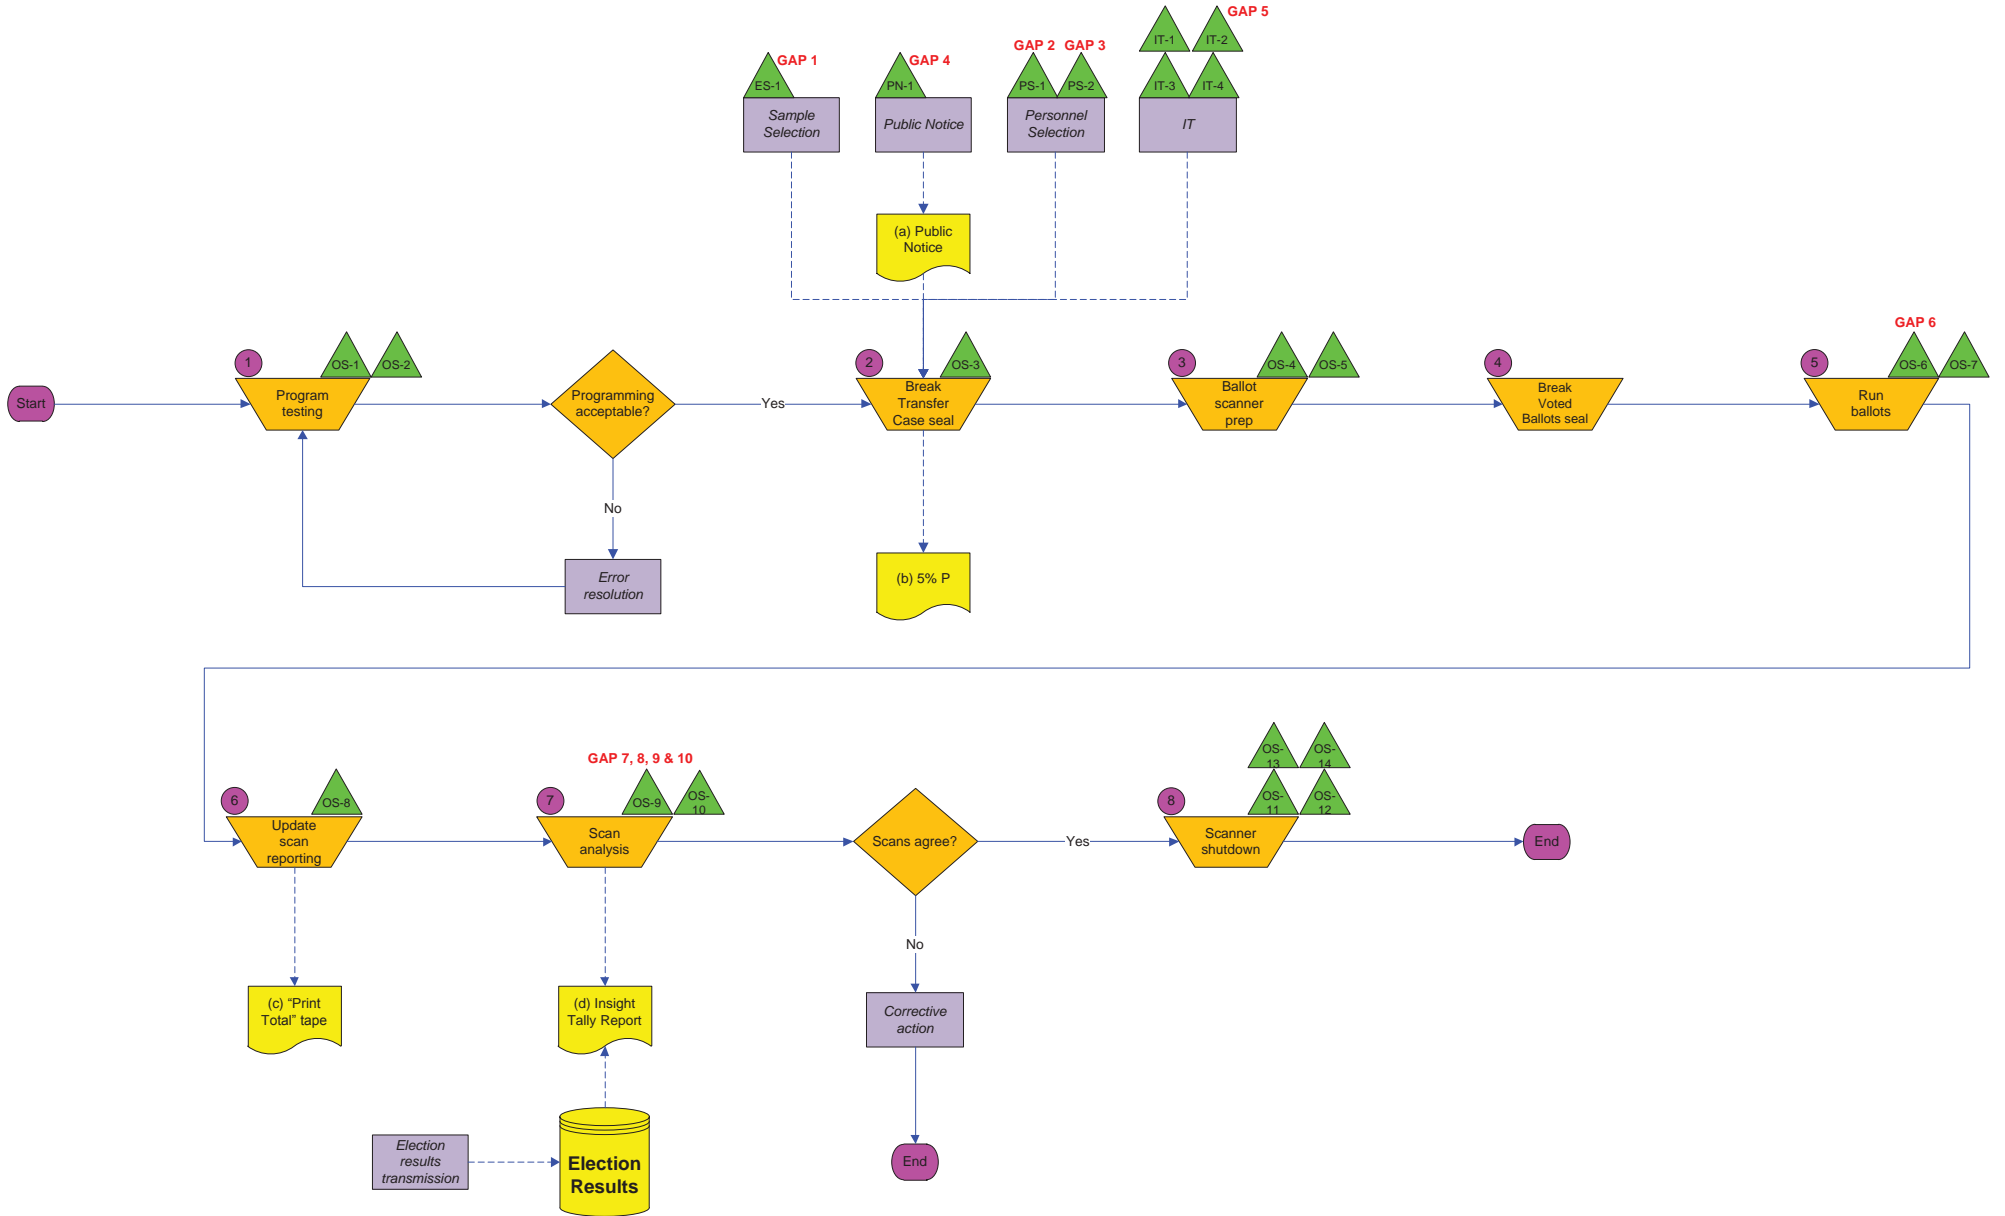 IT-1
IT-2
GAP 5
GAP 1
GAP 4
GAP 2
GAP 3
ES-1
PN-1
PS-1
PS-2
IT-3
IT-4
Sample
Selection
Public Notice
Personnel
Selection
IT
(a) Public
Notice
GAP 6
1
OS-1
OS-2
2
OS-3
3
OS-4
OS-5
4
5
OS-6
OS-7
Start
Program
testing
Programming
acceptable?
Yes
Break
Transfer
Case seal
Ballot
scanner
prep
Break
Voted
Ballots seal
Run
ballots
No
Error
resolution
(b) 5% P
GAP 7, 8, 9 & 10
OS-
13
OS-
14
6
OS-8
7
OS-9
OS-
10
8
OS-
11
OS-
12
Update
scan
reporting
Scan
analysis
Scans agree?
Yes
Scanner
shutdown
End
No
(c) “Print
Total” tape
(d) Insight
Tally Report
Corrective
action
Election
results
transmission
Election
Results
End